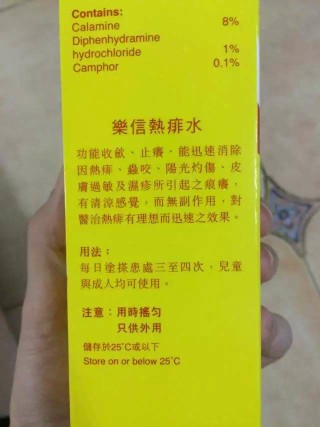 Contains:
Calamine 8%
Diphenhydramine
hydrochloride 1%
Camphor 0.1%
樂信熱痱水
功能收歛、止癢，能迅速消除
因熱痱、蟲咬、陽光灼傷、皮
膚過敏及濕疹所引起之痕癢，
有清涼感覺，而無副作用，對
醫治熱痱有理想而迅速之效果。
用法：
每日塗搽患處三至四次，兒童
與成人均可使用。
注意：用時搖勻
只供外用
儲存於25°C或以下
Store on or below 25°C